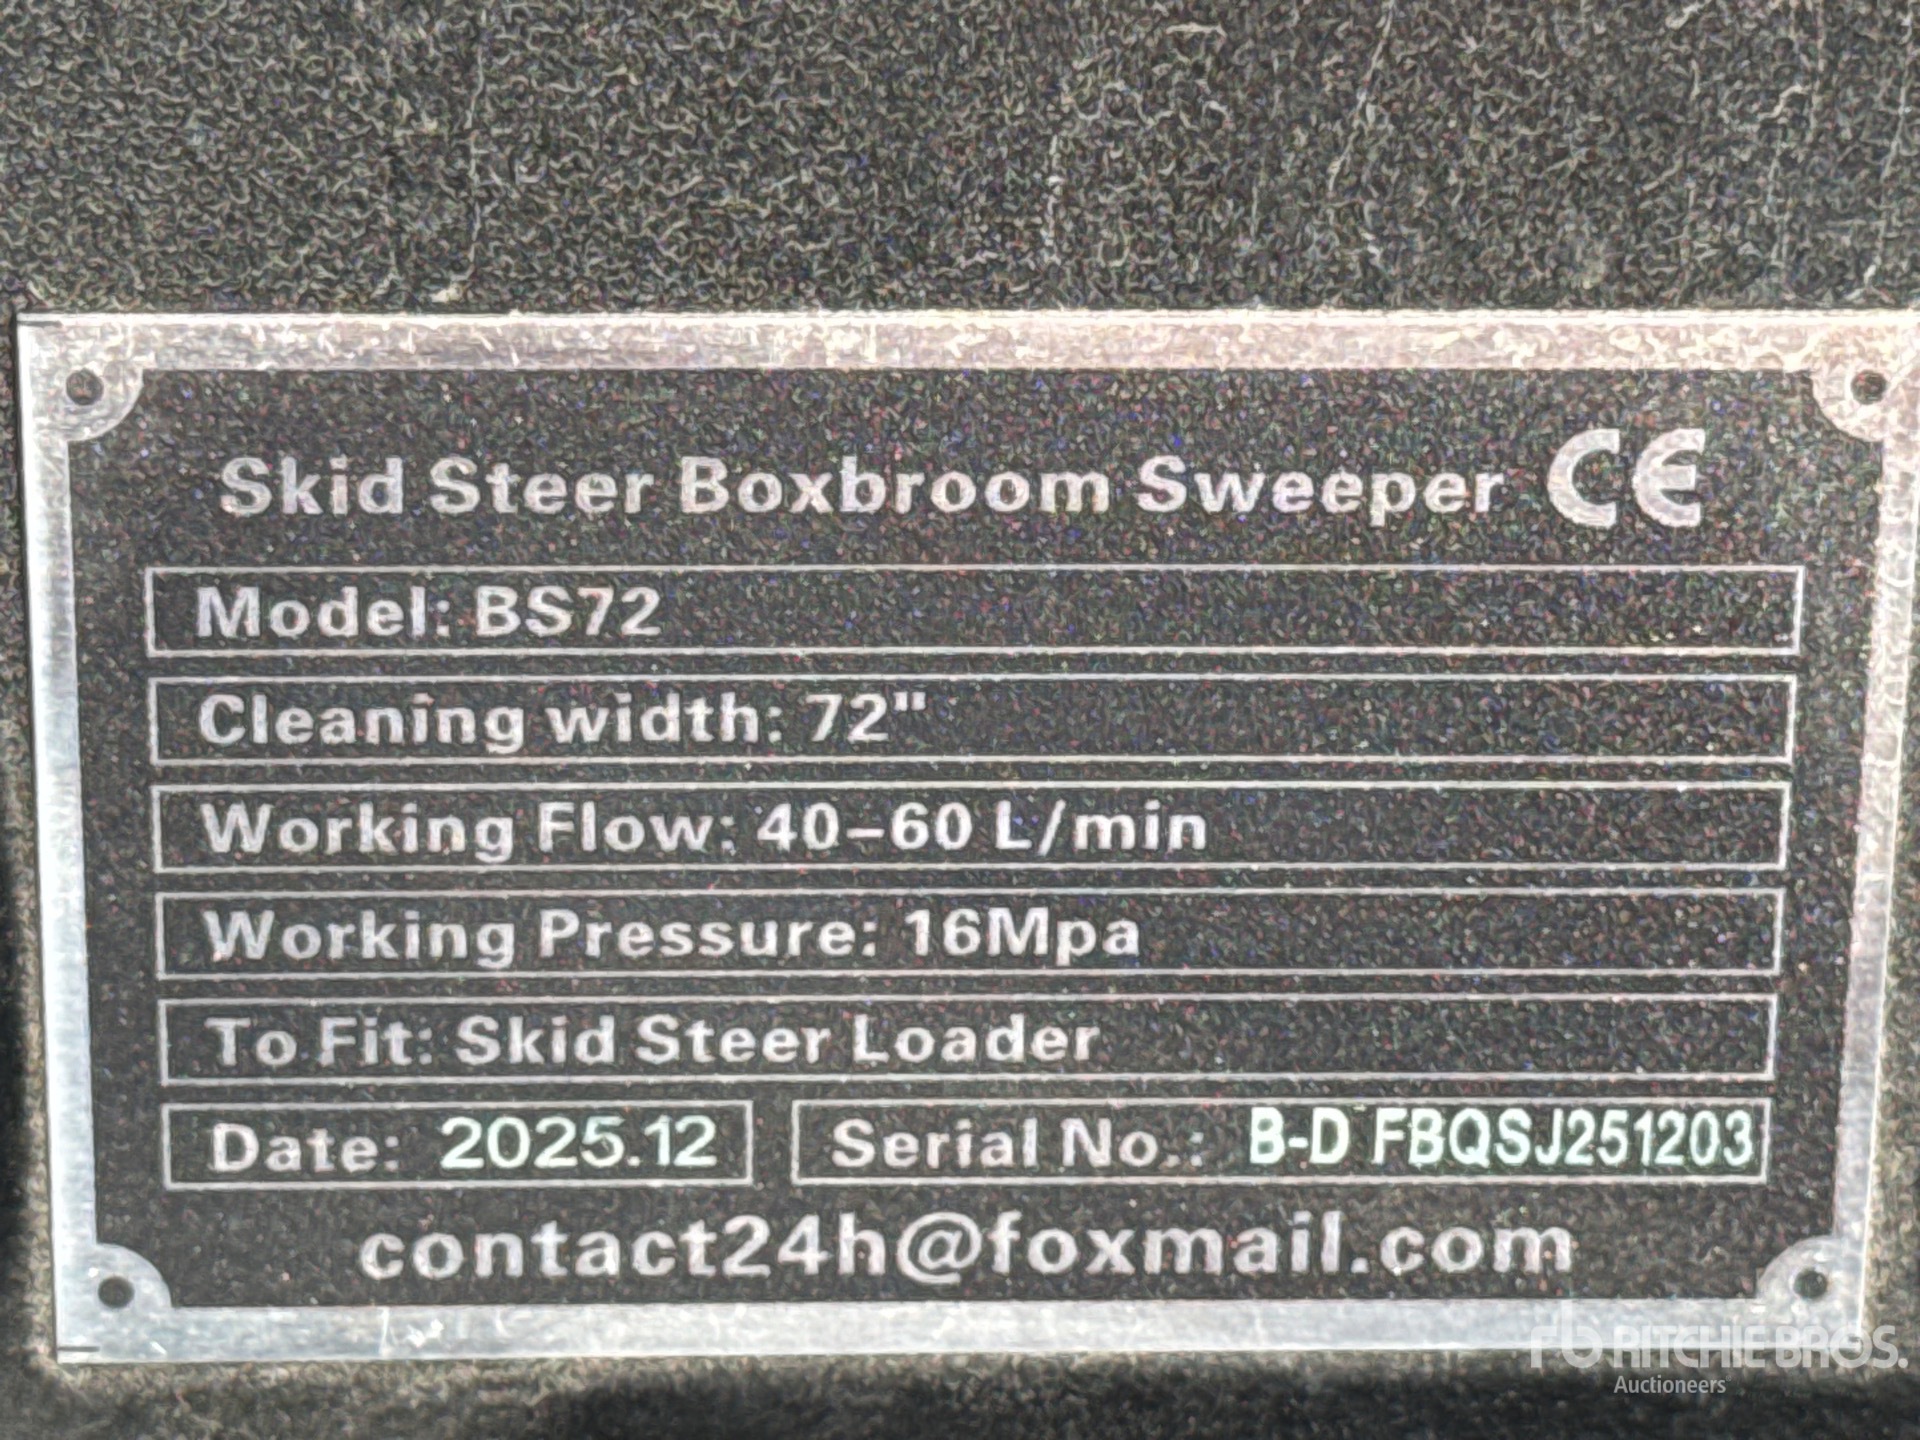 Skid Steer Boxbroom Sweeper CE
Model: BS72
Cleaning width: 72"
Working Flow: 40-60 L/min
Working Pressure: 16Mpa
To Fit: Skid Steer Loader
Date: 2025.12 Serial No.: B-D FBQSJ251203
contact24h@foxmail.com
rb RITCHIE BROS.
Auctioneers